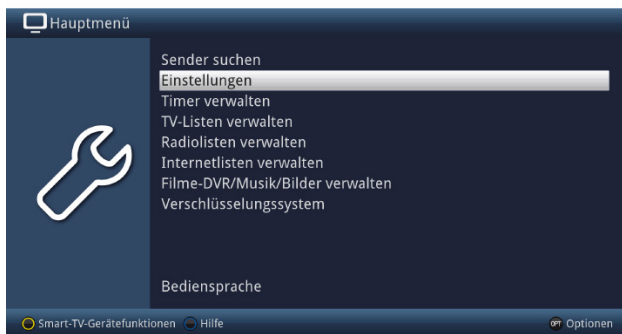 Hauptmenü
Sender suchen
Einstellungen
Timer verwalten
TV-Listen verwalten
Radiolisten verwalten
Internetlisten verwalten
Filme-DVR/Musik/Bilder verwalten
Verschlüsselungssystem
Bediensprache
Smart-TV-Gerätefunktionen Hilfe OPT Optionen